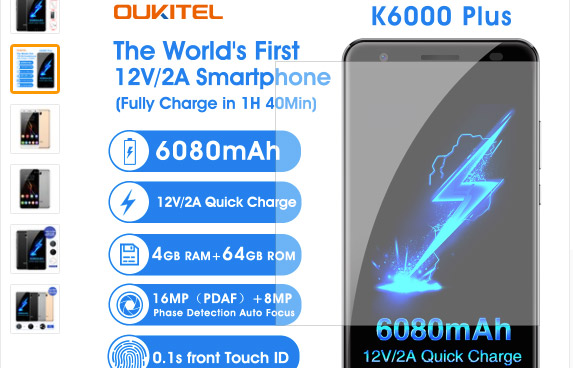 OUKITEL
K6000 Plus
The World's First
12V/2A Smartphone
(Fully Charge in 1H 40Min)
6080mAh
12V/2A Quick Charge
4GB RAM+64GB ROM
16MP（PDAF）+8MP
Phase Detection Auto Focus
0.1s front Touch ID
6080mAh
12V/2A Quick Charge